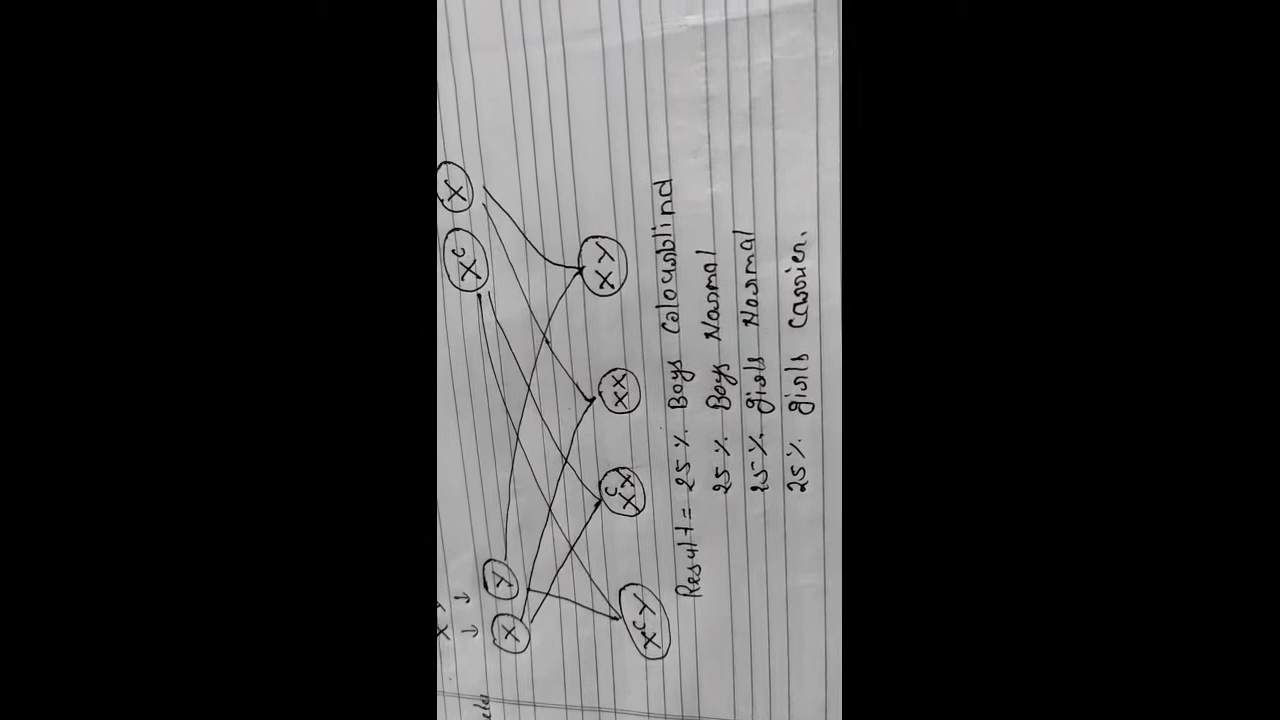 X Y
↓ ↓
X Y X^c X
X^cY X^cX XX XY
Result = 25% Boys Colourblind
25% Boys Normal
25% girls Normal
25% girls Carrier.